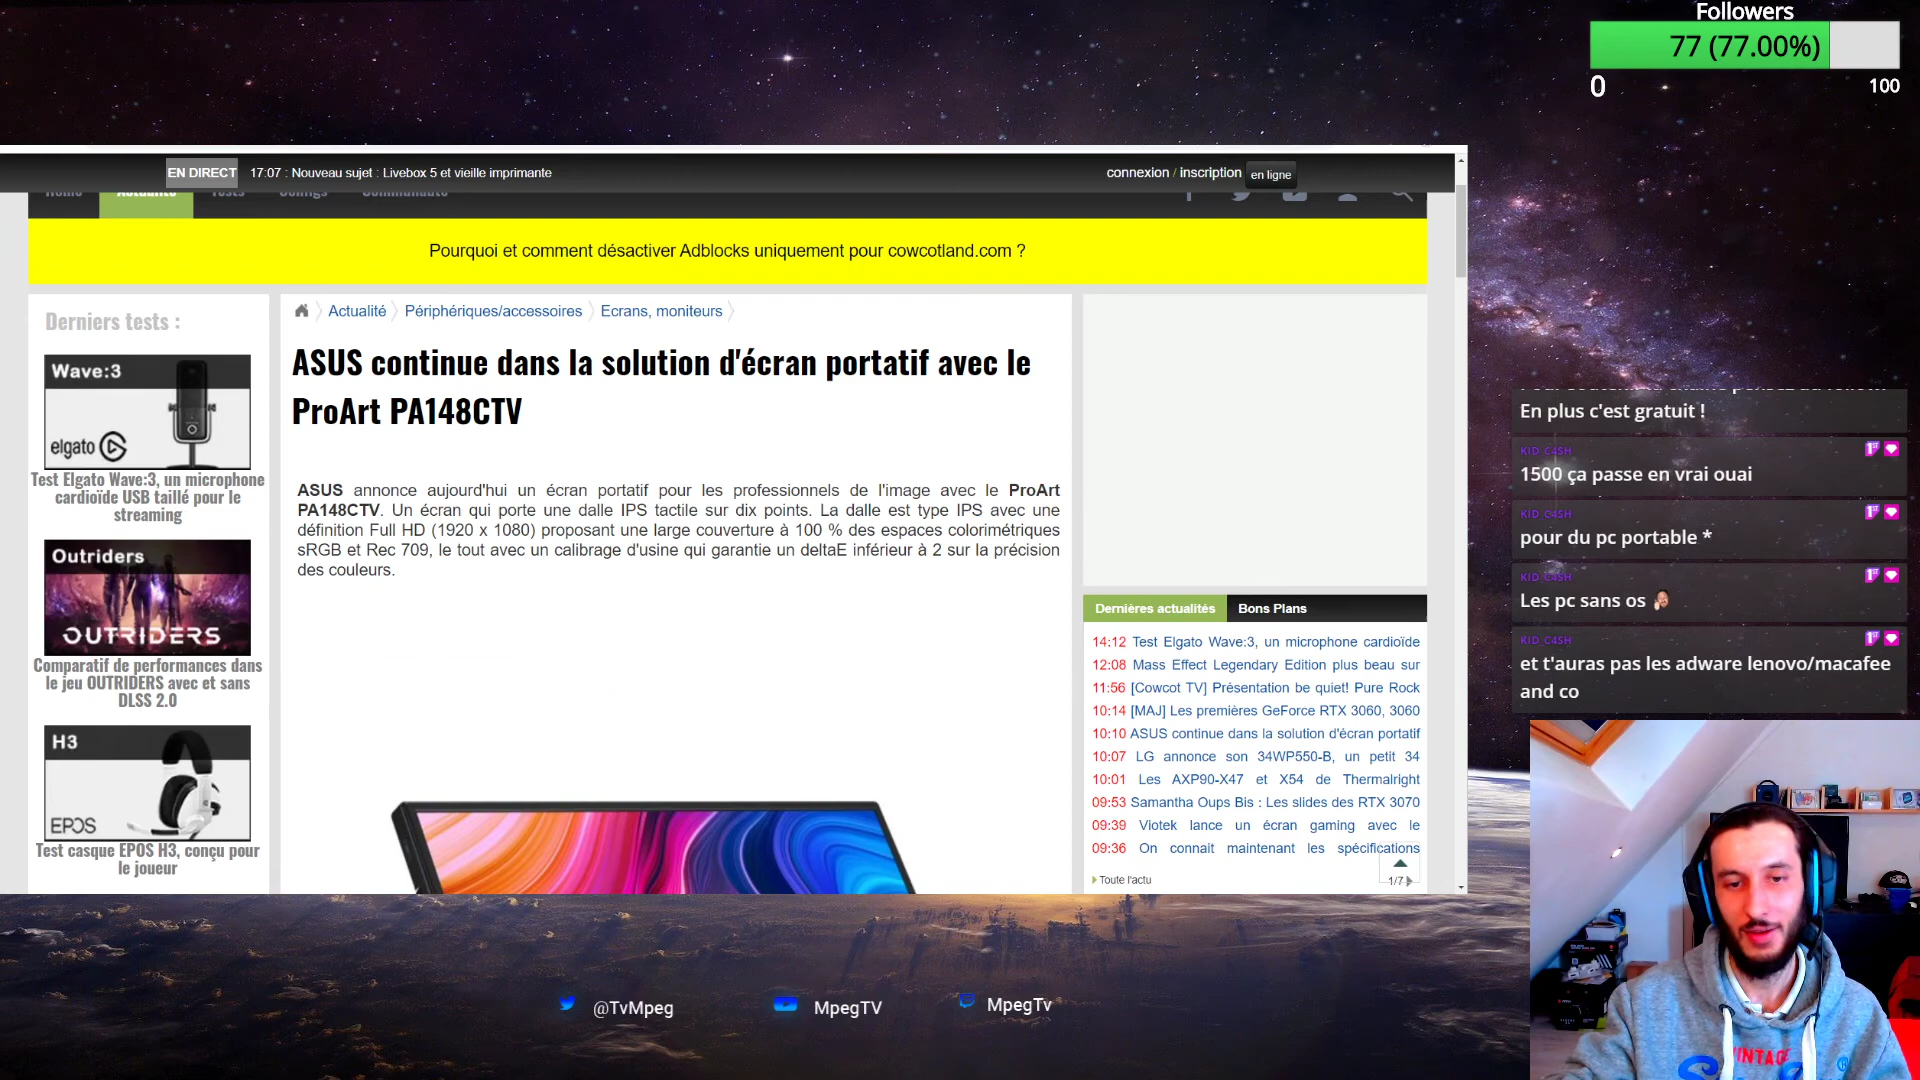 Followers
77 (77.00%)
0
100
EN DIRECT
17:07 : Nouveau sujet : Livebox 5 et vieille imprimante
connexion / inscription
en ligne
Home
Actualité
Tests
Configs
Communauté
Pourquoi et comment désactiver Adblocks uniquement pour cowcotland.com ?
Derniers tests :
Wave:3
elgato
Test Elgato Wave:3, un microphone
cardioïde USB taillé pour le
streaming
Outriders
OUTRIDERS
Comparatif de performances dans
le jeu OUTRIDERS avec et sans
DLSS 2.0
H3
EPOS
Test casque EPOS H3, conçu pour
le joueur
Actualité
Périphériques/accessoires
Ecrans, moniteurs
ASUS continue dans la solution d'écran portatif avec le
ProArt PA148CTV
ASUS annonce aujourd'hui un écran portatif pour les professionnels de l'image avec le ProArt
PA148CTV. Un écran qui porte une dalle IPS tactile sur dix points. La dalle est type IPS avec une
définition Full HD (1920 x 1080) proposant une large couverture à 100 % des espaces colorimétriques
sRGB et Rec 709, le tout avec un calibrage d'usine qui garantie un deltaE inférieur à 2 sur la précision
des couleurs.
Dernières actualités
Bons Plans
14:12 Test Elgato Wave:3, un microphone cardioïde
12:08 Mass Effect Legendary Edition plus beau sur
11:56 [Cowcot TV] Présentation be quiet! Pure Rock
10:14 [MAJ] Les premières GeForce RTX 3060, 3060
10:10 ASUS continue dans la solution d'écran portatif
10:07 LG annonce son 34WP550-B, un petit 34
10:01 Les AXP90-X47 et X54 de Thermalright
09:53 Samantha Oups Bis : Les slides des RTX 3070
09:39 Viotek lance un écran gaming avec le
09:36 On connait maintenant les spécifications
Toute l'actu
1/7
En plus c'est gratuit !
KID C4SH
1500 ça passe en vrai ouai
KID C4SH
pour du pc portable *
KID C4SH
Les pc sans os
KID C4SH
et t'auras pas les adware lenovo/macafee
and co
@TvMpeg
MpegTV
MpegTv
VINTAGE